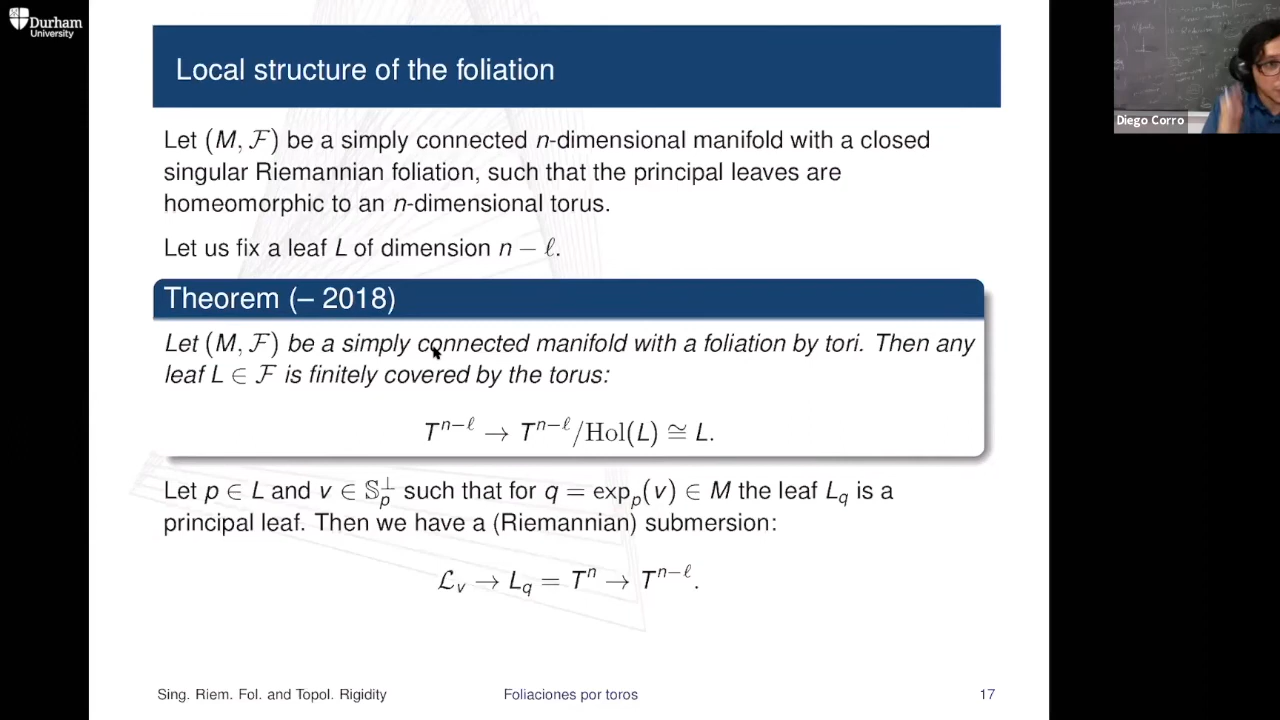 Durham
University
Local structure of the foliation
Let (M, ℱ) be a simply connected n-dimensional manifold with a closed
singular Riemannian foliation, such that the principal leaves are
homeomorphic to an n-dimensional torus.
Let us fix a leaf L of dimension n − ℓ.
Theorem (– 2018)
Let (M, ℱ) be a simply connected manifold with a foliation by tori. Then any
leaf L ∈ ℱ is finitely covered by the torus:
T^{n−ℓ} → T^{n−ℓ}/Hol(L) ≅ L.
Let p ∈ L and v ∈ 𝕊_p^⊥ such that for q = exp_p(v) ∈ M the leaf L_q is a
principal leaf. Then we have a (Riemannian) submersion:
ℒ_v → L_q = T^n → T^{n−ℓ}.
Sing. Riem. Fol. and Topol. Rigidity Foliaciones por toros 17
Diego Corro